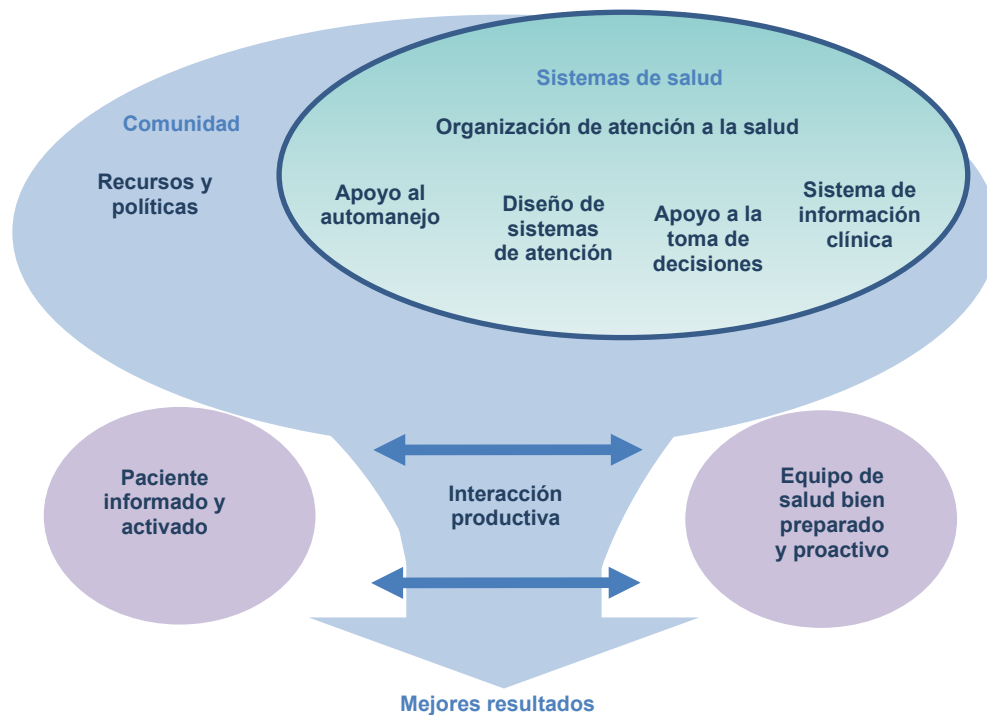 Sistemas de salud
Comunidad
Organización de atención a la salud
Recursos y
políticas
Apoyo al
automanejo
Diseño de
sistemas
de atención
Apoyo a la
toma de
decisiones
Sistema de
información
clínica
Paciente
informado y
activado
Interacción
productiva
Equipo de
salud bien
preparado
y proactivo
Mejores resultados